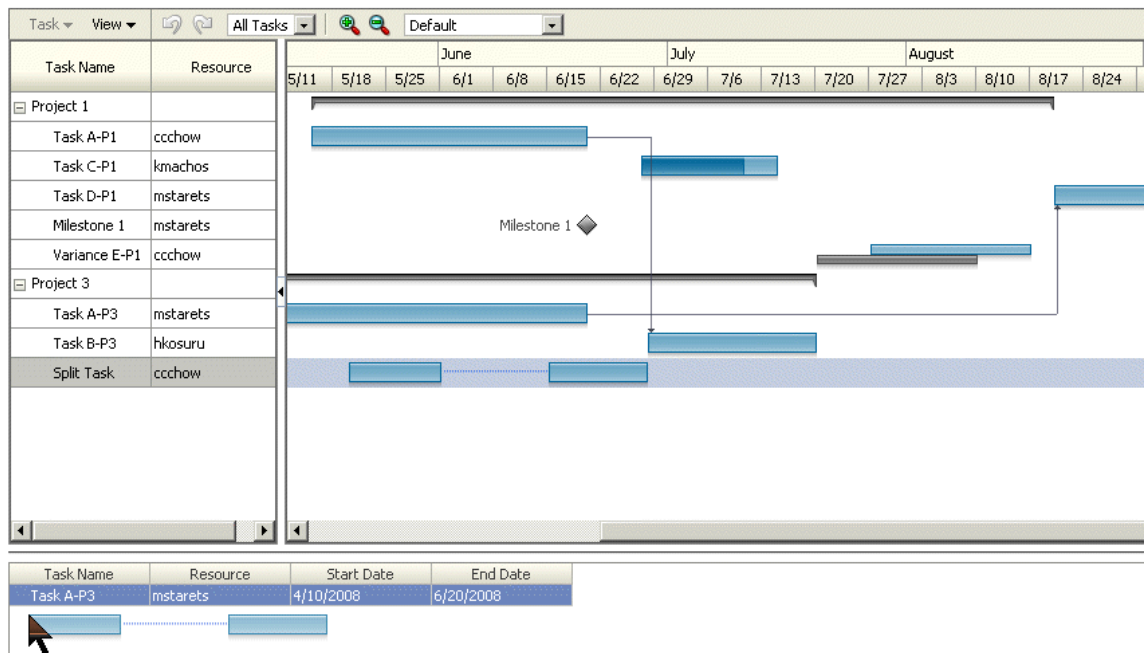 Task View All Tasks Default
Task Name Resource
June July August
5/11 5/18 5/25 6/1 6/8 6/15 6/22 6/29 7/6 7/13 7/20 7/27 8/3 8/10 8/17 8/24
Project 1
Task A-P1 ccchow
Task C-P1 kmachos
Task D-P1 mstarets
Milestone 1 mstarets Milestone 1
Variance E-P1 ccchow
Project 3
Task A-P3 mstarets
Task B-P3 hkosuru
Split Task ccchow
Task Name Resource Start Date End Date
Task A-P3 mstarets 4/10/2008 6/20/2008